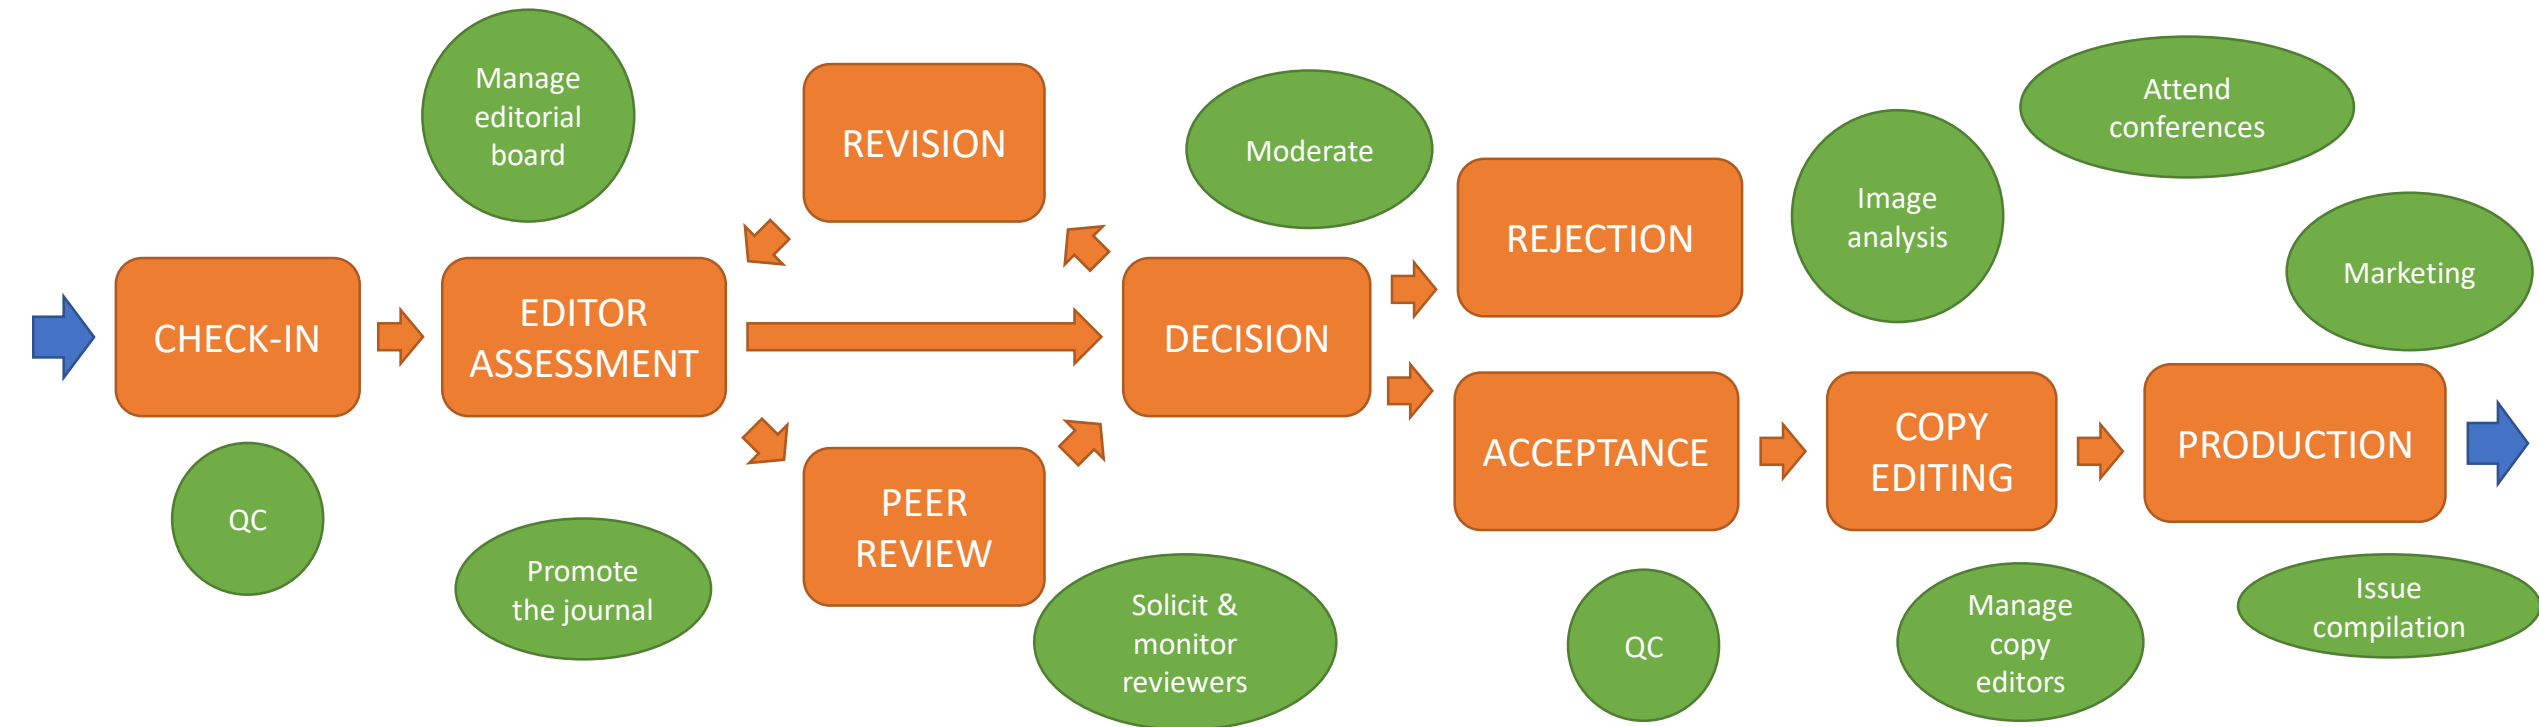 Manage
editorial
board
REVISION
Moderate
Attend
conferences
REJECTION
Image
analysis
Marketing
CHECK-IN
EDITOR
ASSESSMENT
DECISION
ACCEPTANCE
COPY
EDITING
PRODUCTION
QC
PEER
REVIEW
Promote
the journal
Solicit &
monitor
reviewers
QC
Manage
copy
editors
Issue
compilation